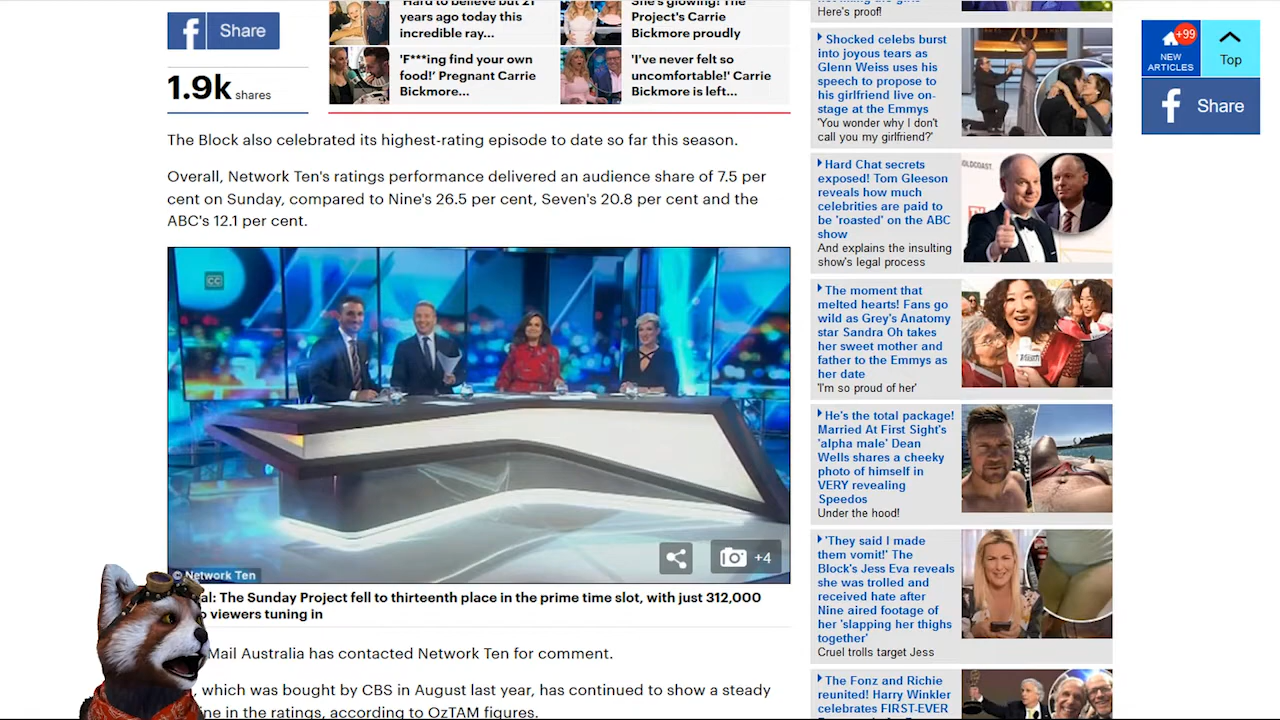 Share
1.9k shares
Hard to believe but 21
ars ago today this
incredible ray...
She's glowing! The
Project's Carrie
Bickmore proudly
'F***ing find your own
Bickmore...
'I've never felt so
uncomfortable!' Carrie
Bickmore is left...
The Block also celebrated its highest-rating episode to date so far this season.
Overall, Network Ten's ratings performance delivered an audience share of 7.5 per
cent on Sunday, compared to Nine's 26.5 per cent, Seven's 20.8 per cent and the
ABC's 12.1 per cent.
CC
+4
© Network Ten
al: The Sunday Project fell to thirteenth place in the prime time slot, with just 312,000
viewers tuning in
Mail Australia has contacted Network Ten for comment.
which was bought by CBS in August last year, has continued to show a steady
in the ratings, according to OzTAM figures.
Here's proof!
Shocked celebs burst
into joyous tears as
Glenn Weiss uses his
speech to propose to
his girlfriend live on-
stage at the Emmys
"You wonder why I don't
call you my girlfriend?"
Hard Chat secrets
exposed! Tom Gleeson
reveals how much
celebrities are paid to
be 'roasted' on the ABC
show
And explains the insulting
show's legal process
The moment that
melted hearts! Fans go
wild as Grey's Anatomy
star Sandra Oh takes
her sweet mother and
father to the Emmys as
her date
'I'm so proud of her'
He's the total package!
Married At First Sight's
'alpha male' Dean
Wells shares a cheeky
photo of himself in
VERY revealing
Speedos
Under the hood!
'They said I made
them vomit!' The
Block's Jess Eva reveals
she was trolled and
received hate after
Nine aired footage of
her 'slapping her thighs
together'
Cruel trolls target Jess
The Fonz and Richie
reunited! Harry Winkler
celebrates FIRST-EVER
+99
NEW
ARTICLES
Top
Share